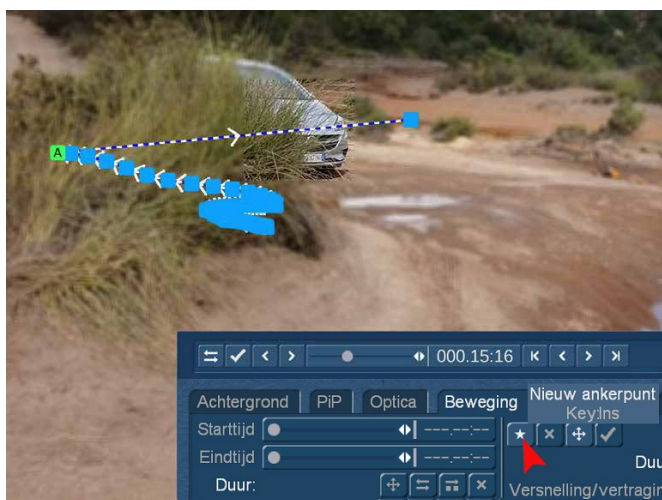 A
000.15:16
Achtergrond PiP Optica Beweging
Nieuw ankerpunt
Key:Ins
Starttijd ---.--:--
Eindtijd ---.--:--
Duur:
Duu
Versnelling/vertragin